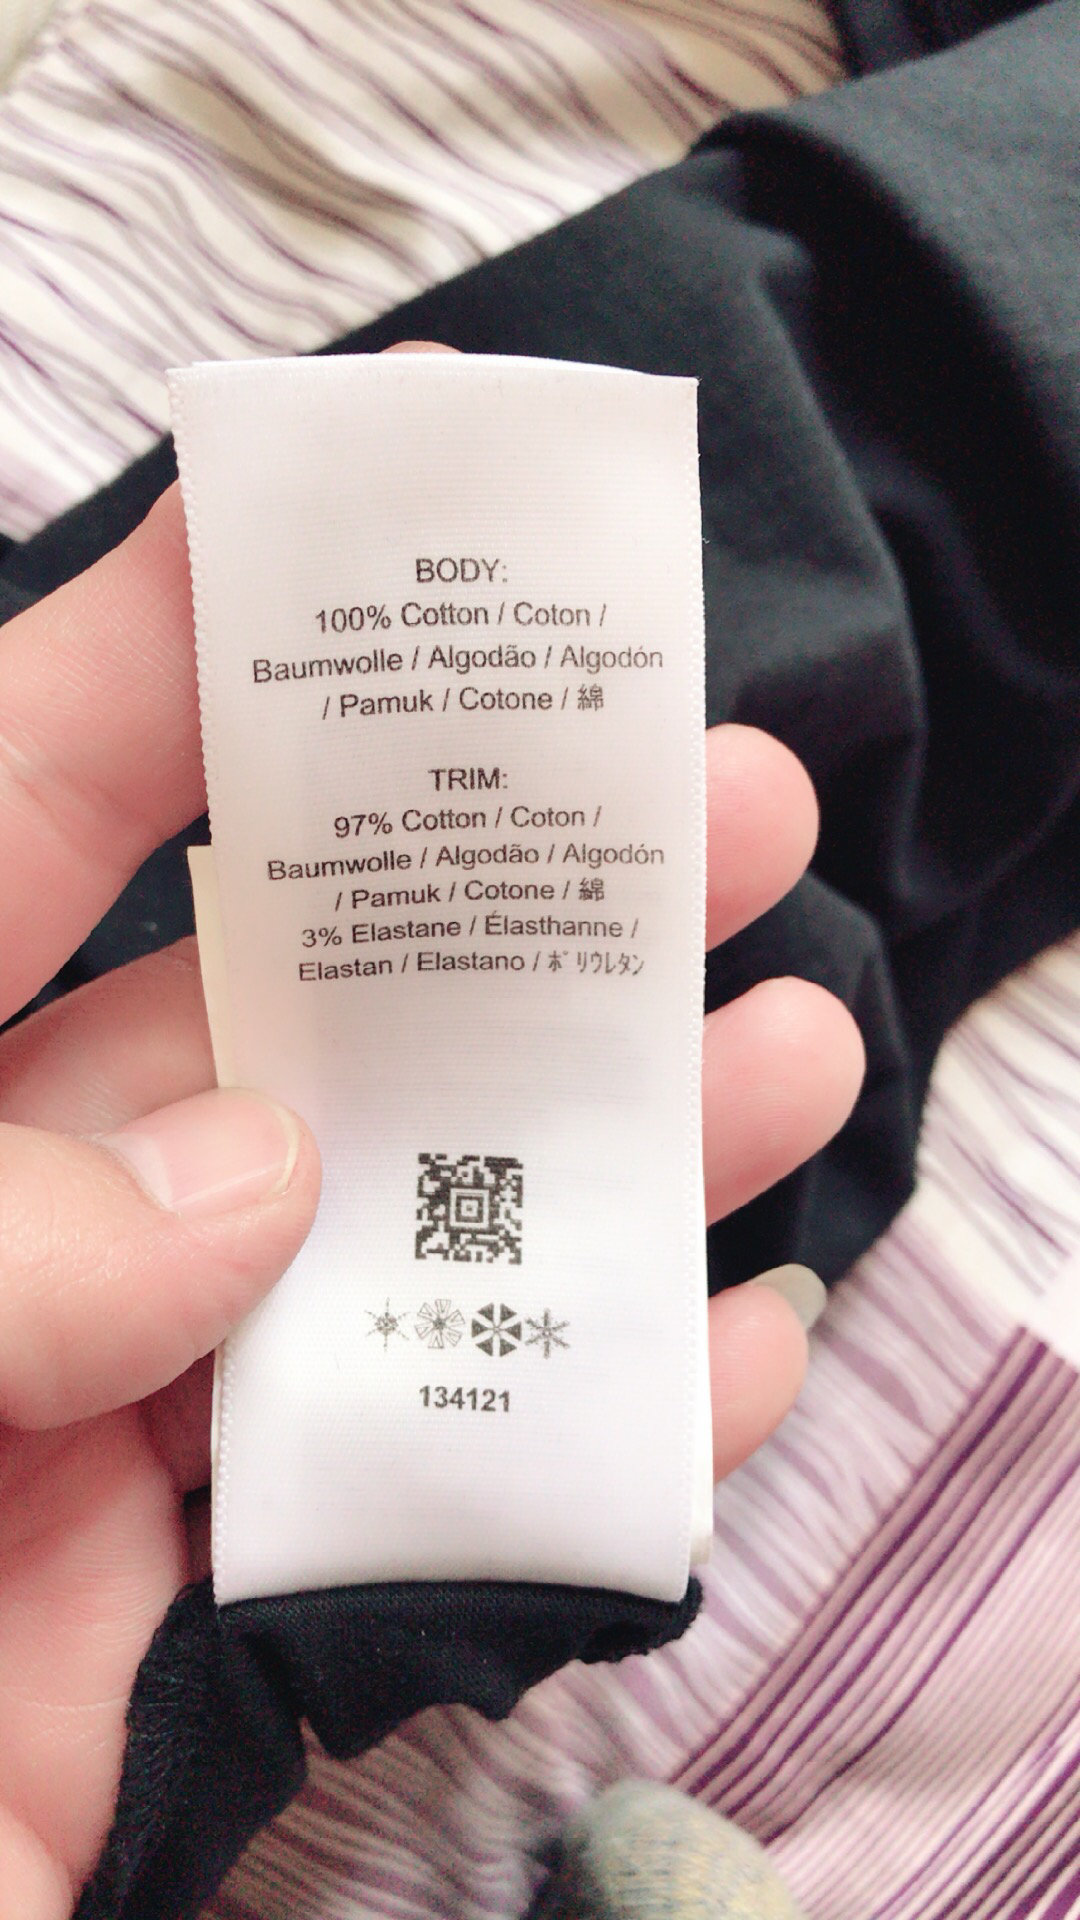 BODY:
100% Cotton / Coton /
Baumwolle / Algodão / Algodón
/ Pamuk / Cotone / 綿
TRIM:
97% Cotton / Coton /
Baumwolle / Algodão / Algodón
/ Pamuk / Cotone / 綿
3% Elastane / Élasthanne /
Elastan / Elastano / ﾎﾟﾘｳﾚﾀﾝ
134121